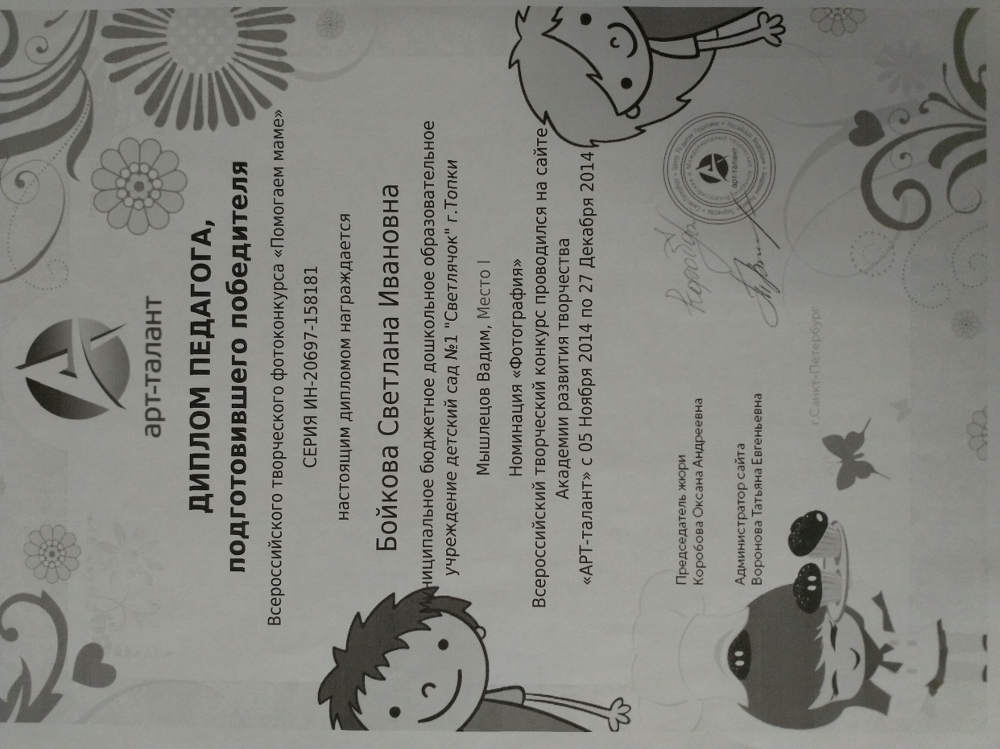 арт-талант
ДИПЛОМ ПЕДАГОГА,
подготовившего победителя
Всероссийского творческого фотоконкурса «Помогаем маме»
СЕРИЯ ИН-20697-158181
настоящим дипломом награждается
Бойкова Светлана Ивановна
Муниципальное бюджетное дошкольное образовательное
учреждение детский сад №1 "Светлячок" г.Топки
Мышлецов Вадим, Место I
Номинация «Фотография»
Всероссийский творческий конкурс проводился на сайте
Академии развития творчества
«АРТ-талант» с 05 Ноября 2014 по 27 Декабря 2014
Председатель жюри
Коробова Оксана Андреевна
Администратор сайта
Воронова Татьяна Евгеньевна
арт-талант
г.Санкт-Петербург